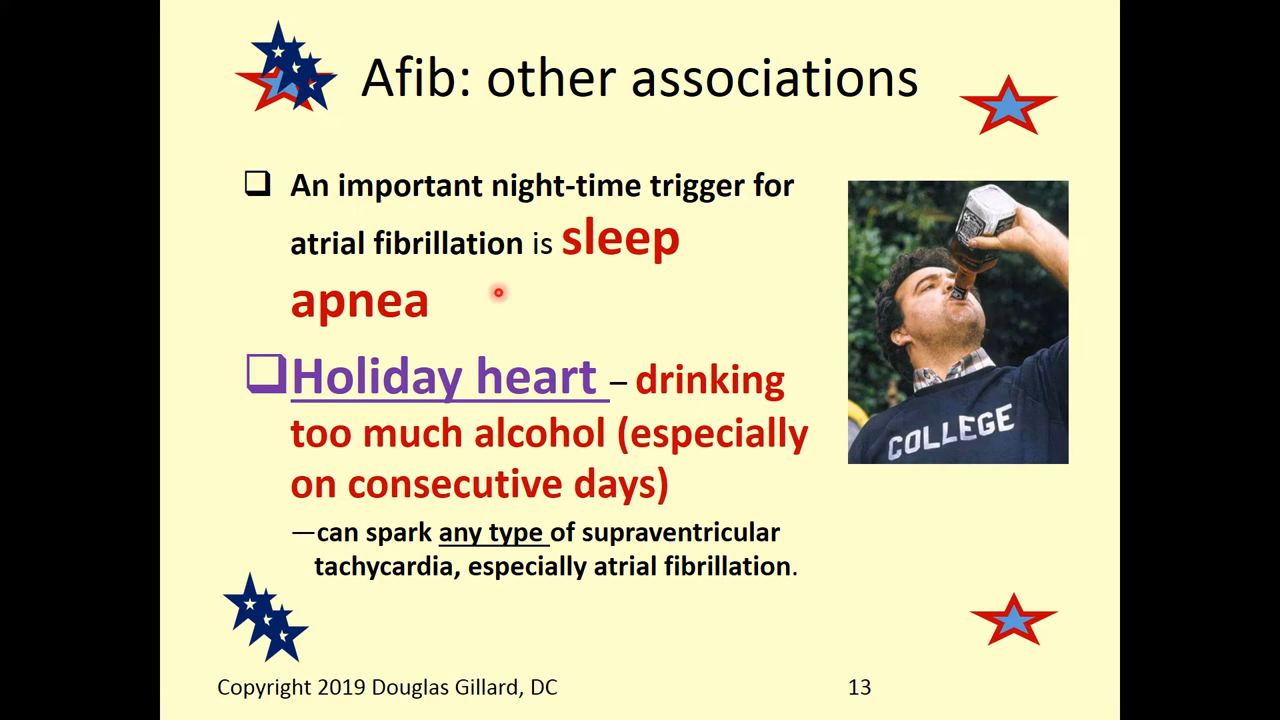 Afib: other associations
❑ An important night-time trigger for
atrial fibrillation is sleep
apnea
❑Holiday heart – drinking
too much alcohol (especially
on consecutive days)
—can spark any type of supraventricular
tachycardia, especially atrial fibrillation.
COLLEGE
Copyright 2019 Douglas Gillard, DC
13